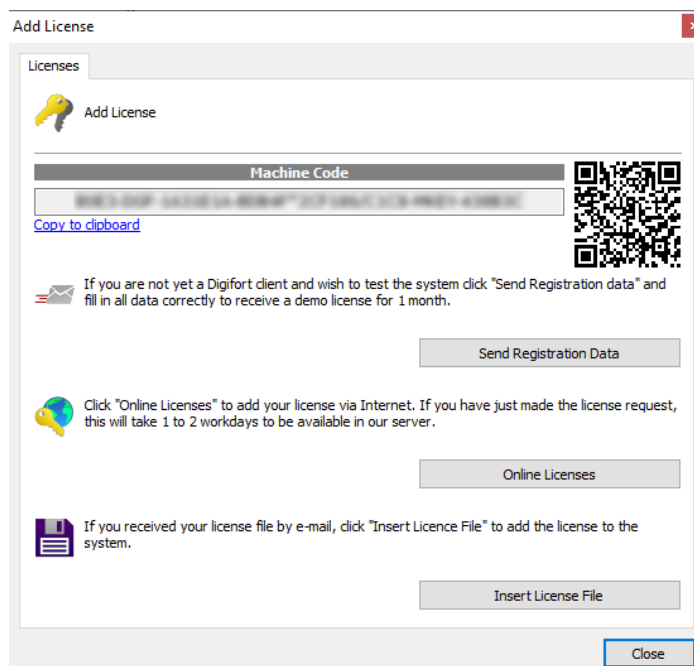 Add License
Licenses
Add License
Machine Code
Copy to clipboard
If you are not yet a Digifort client and wish to test the system click "Send Registration data" and
fill in all data correctly to receive a demo license for 1 month.
Send Registration Data
Click "Online Licenses" to add your license via Internet. If you have just made the license request,
this will take 1 to 2 workdays to be available in our server.
Online Licenses
If you received your license file by e-mail, click "Insert Licence File" to add the license to the
system.
Insert License File
Close